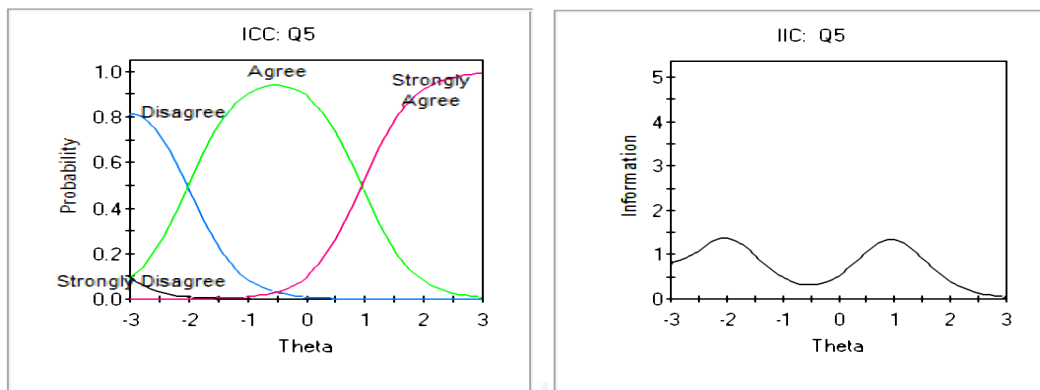 ICC: Q5
Agree
Strongly
Agree
Disagree
Strongly Disagree
Probability
1.0
0.8
0.6
0.4
0.2
0.0
-3 -2 -1 0 1 2 3
Theta
IIC: Q5
Information
5
4
3
2
1
0
-3 -2 -1 0 1 2 3
Theta